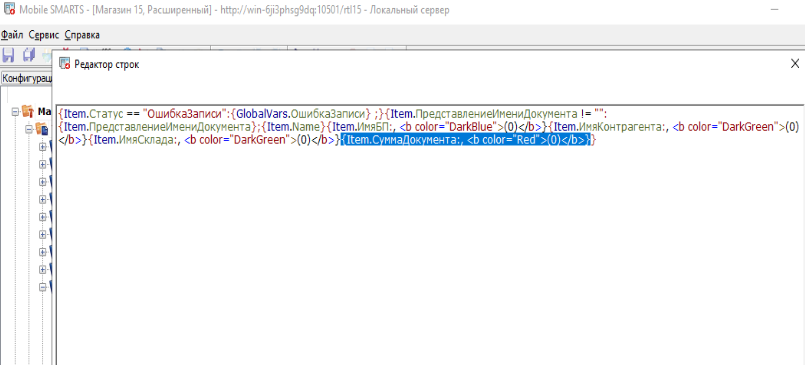 Mobile SMARTS - [Магазин 15, Расширенный] - http://win-6ji3phsg9dq:10501/rtl15 - Локальный сервер
Файл Сервис Справка
Редактор строк
Конфигурац
Ма
{Item.Статус == "ОшибкаЗаписи":{GlobalVars.ОшибкаЗаписи} ;}{Item.ПредставлениеИмениДокумента != "":
{Item.ПредставлениеИмениДокумента};{Item.Name}{Item.ИмяБП:, <b color="DarkBlue">(0)</b>}{Item.ИмяКонтрагента:, <b color="DarkGreen">(0)
</b>}{Item.ИмяСклада:, <b color="DarkGreen">(0)</b>}{Item.СуммаДокумента:, <b color="Red">(0)</b>}}